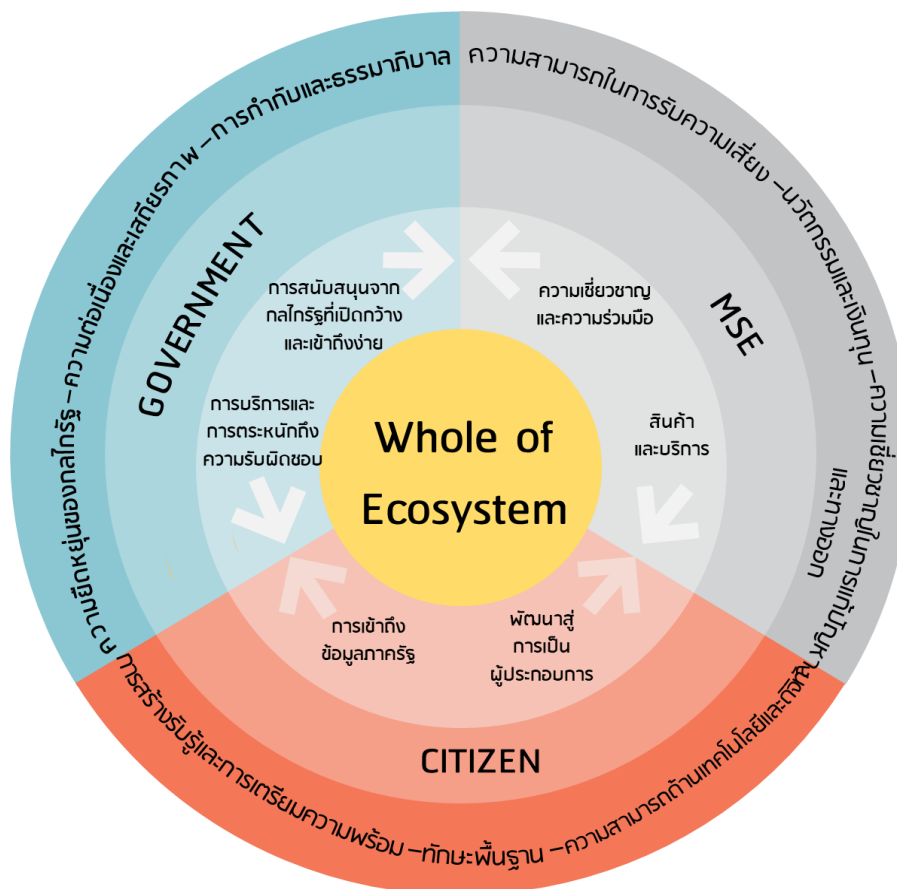 ความยืดหยุ่นของกลไกรัฐ –ความต่อเนื่องและเสถียรภาพ –การกำกับและธรรมาภิบาล
ความสามารถในการรับความเสี่ยง –นวัตกรรมและเงินทุน –ความเชี่ยวชาญในการแก้ปัญหา
และทางออก
GOVERNMENT
MSE
การสนับสนุนจาก
กลไกรัฐที่เปิดกว้าง
และเข้าถึงง่าย
ความเชี่ยวชาญ
และความร่วมมือ
การบริการและ
การตระหนักถึง
ความรับผิดชอบ
สินค้า
และบริการ
Whole of
Ecosystem
การเข้าถึง
ข้อมูลภาครัฐ
พัฒนาสู่
การเป็น
ผู้ประกอบการ
CITIZEN
การสร้างรับรู้และการเตรียมความพร้อม –ทักษะพื้นฐาน –ความสามารถด้านเทคโนโลยีและดิจิทัล